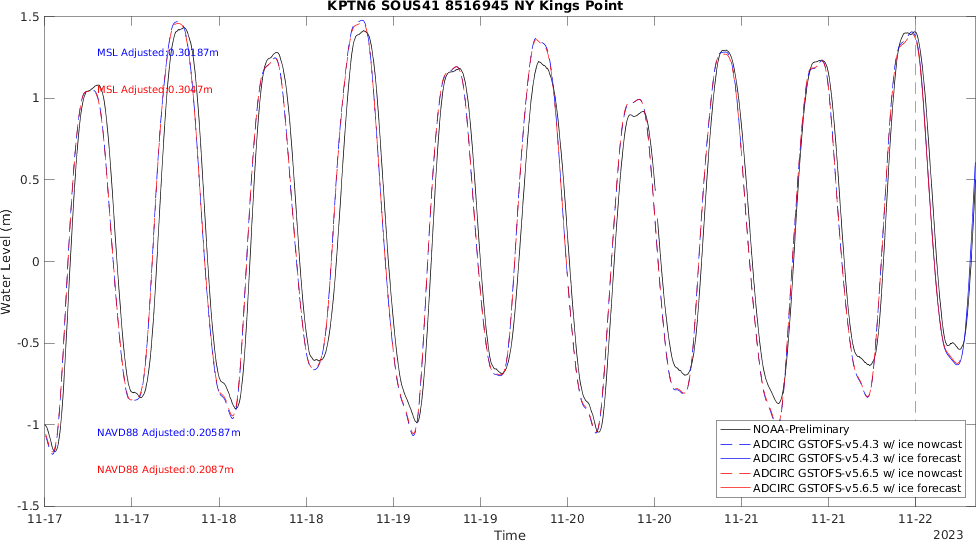 KPTN6 SOUS41 8516945 NY Kings Point
1.5
1
0.5
0
-0.5
-1
-1.5
Water Level (m)
MSL Adjusted:0.30187m
MSL Adjusted:0.3047m
NAVD88 Adjusted:0.20587m
NAVD88 Adjusted:0.2087m
NOAA-Preliminary
ADCIRC GSTOFS-v5.4.3 w/ ice nowcast
ADCIRC GSTOFS-v5.4.3 w/ ice forecast
ADCIRC GSTOFS-v5.6.5 w/ ice nowcast
ADCIRC GSTOFS-v5.6.5 w/ ice forecast
11-17 11-17 11-18 11-18 11-19 11-19 11-20 11-20 11-21 11-21 11-22
Time
2023